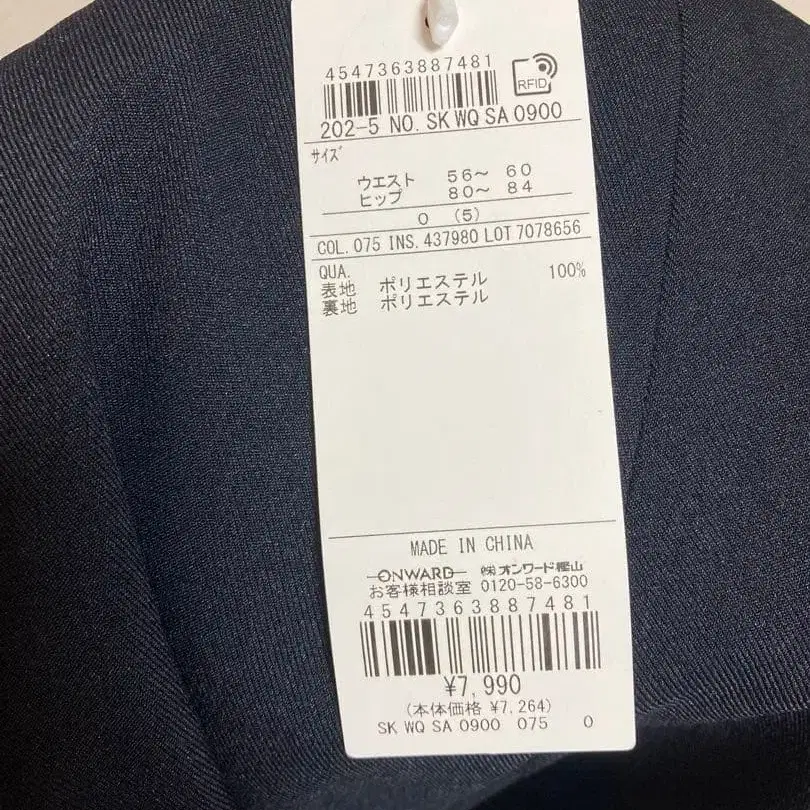 4547363887481
RFID
202-5 NO. SK WQ SA 0900
サイズ
ウエスト 56〜 60
ヒップ 80〜 84
0 (5)
COL. 075 INS. 437980 LOT 7078656
QUA.
表地 ポリエステル 100%
裏地 ポリエステル
MADE IN CHINA
ONWARD ㈱オンワード樫山
お客様相談室 0120-58-6300
4547363887481
¥7,990
(本体価格 ¥7,264)
SK WQ SA 0900 075 0